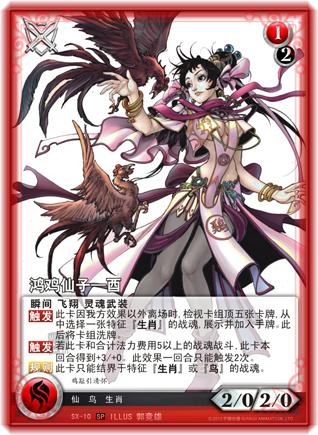 1
2
鸿鸡仙子—酉
瞬间 飞翔 灵魂武装
触发 此卡因我方效果以外离场时，检视卡组顶五张卡牌，从
中选择一张特征『生肖』的战魂，展示并加入手牌。此
后将卡组洗牌。
触发 若此卡和合计法力费用5以上的战魂战斗，此卡本
回合得到+3/+0。此效果一回合只能触发2次。
规则 此卡只能结界于特征『生肖』或『鸟』的战魂。
鸡鼓引清怀
仙 鸟 生肖
2/0 2/0
SX-10 SP ILLUS 郭竞雄